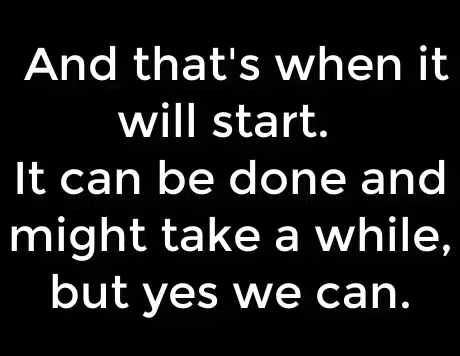 And that's when it
will start.
It can be done and
might take a while,
but yes we can.